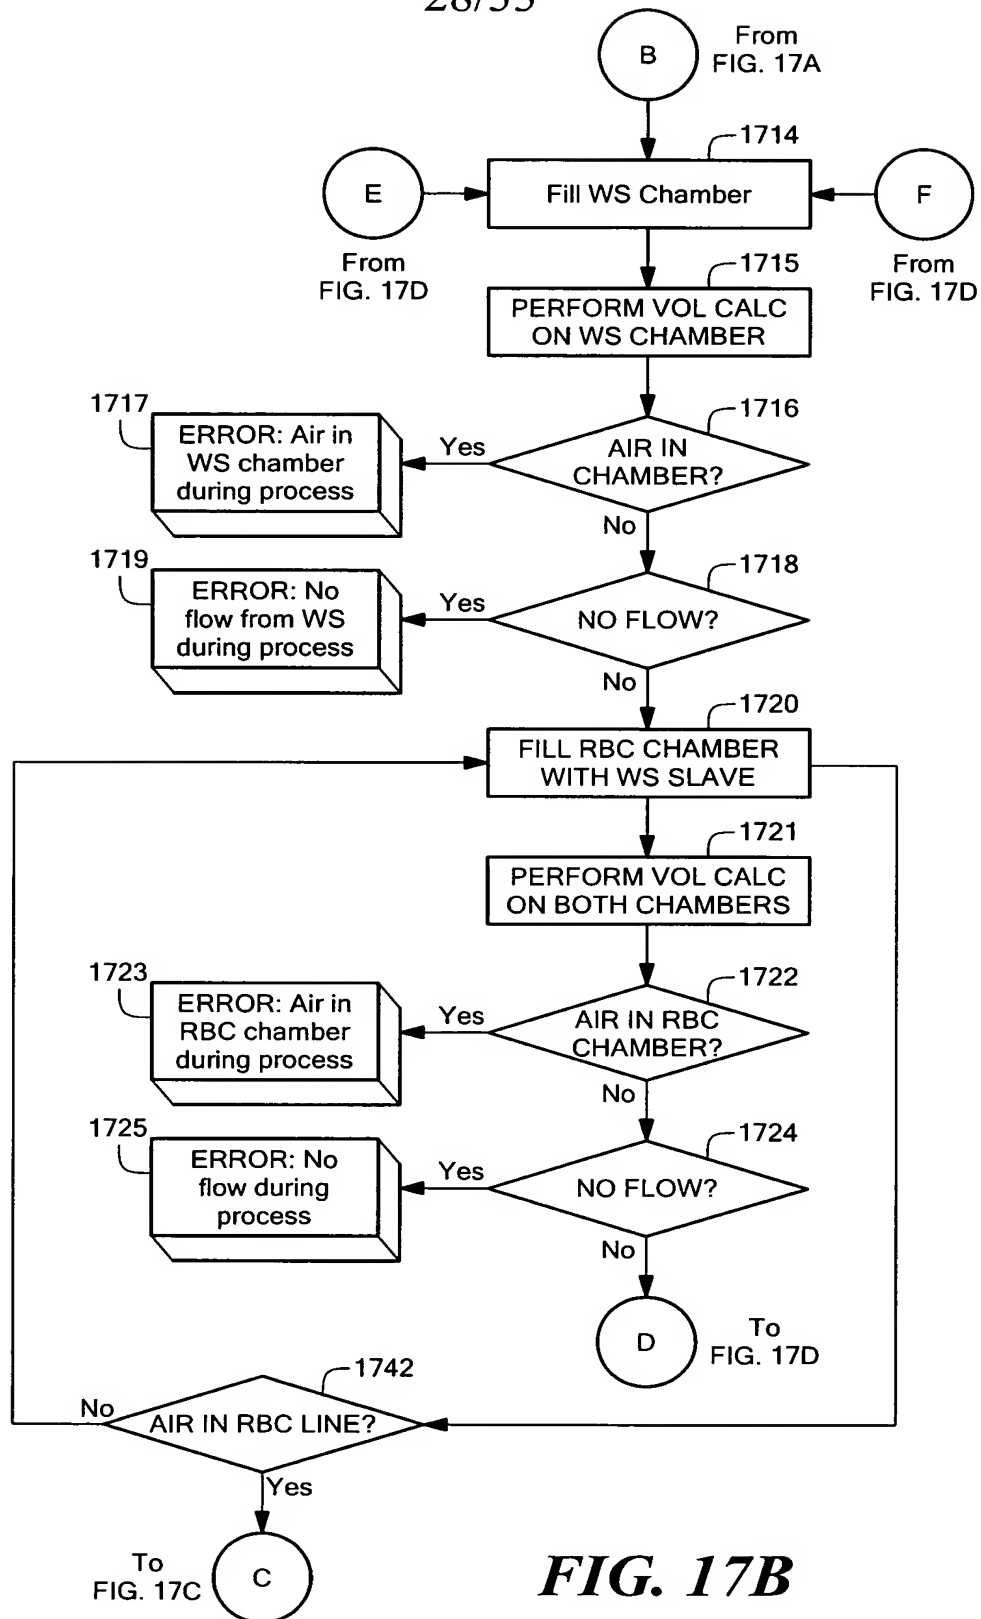 28/35
B
From
FIG. 17A
1714
E
Fill WS Chamber
F
From
FIG. 17D
From
FIG. 17D
1715
PERFORM VOL CALC
ON WS CHAMBER
1717
ERROR: Air in
WS chamber
during process
Yes
1716
AIR IN
CHAMBER?
No
1719
ERROR: No
flow from WS
during process
Yes
1718
NO FLOW?
No
1720
FILL RBC CHAMBER
WITH WS SLAVE
1721
PERFORM VOL CALC
ON BOTH CHAMBERS
1723
ERROR: Air in
RBC chamber
during process
Yes
1722
AIR IN RBC
CHAMBER?
No
1725
ERROR: No
flow during
process
Yes
1724
NO FLOW?
No
D
To
FIG. 17D
1742
No
AIR IN RBC LINE?
Yes
To
FIG. 17C
C
FIG. 17B